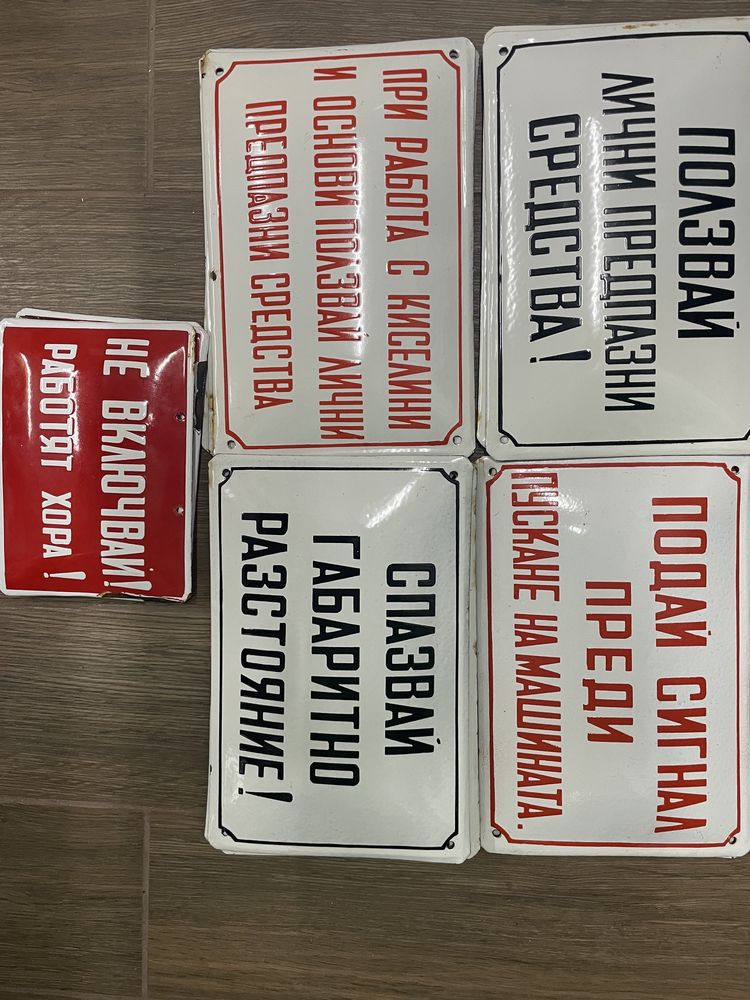 НЕ ВКЛЮЧВАЙ!
РАБОТЯТ ХОРА!
ПРИ РАБОТА С КИСЕЛИНИ
И ОСНОВИ ПОЛЗВАЙ ЛИЧНИ
ПРЕДПАЗНИ СРЕДСТВА
ПОЛЗВАЙ
ЛИЧНИ ПРЕДПАЗНИ
СРЕДСТВА!
СПАЗВАЙ
ГАБАРИТНО
РАЗСТОЯНИЕ!
ПОДАЙ СИГНАЛ
ПРЕДИ
ПУСКАНЕ НА МАШИНАТА.